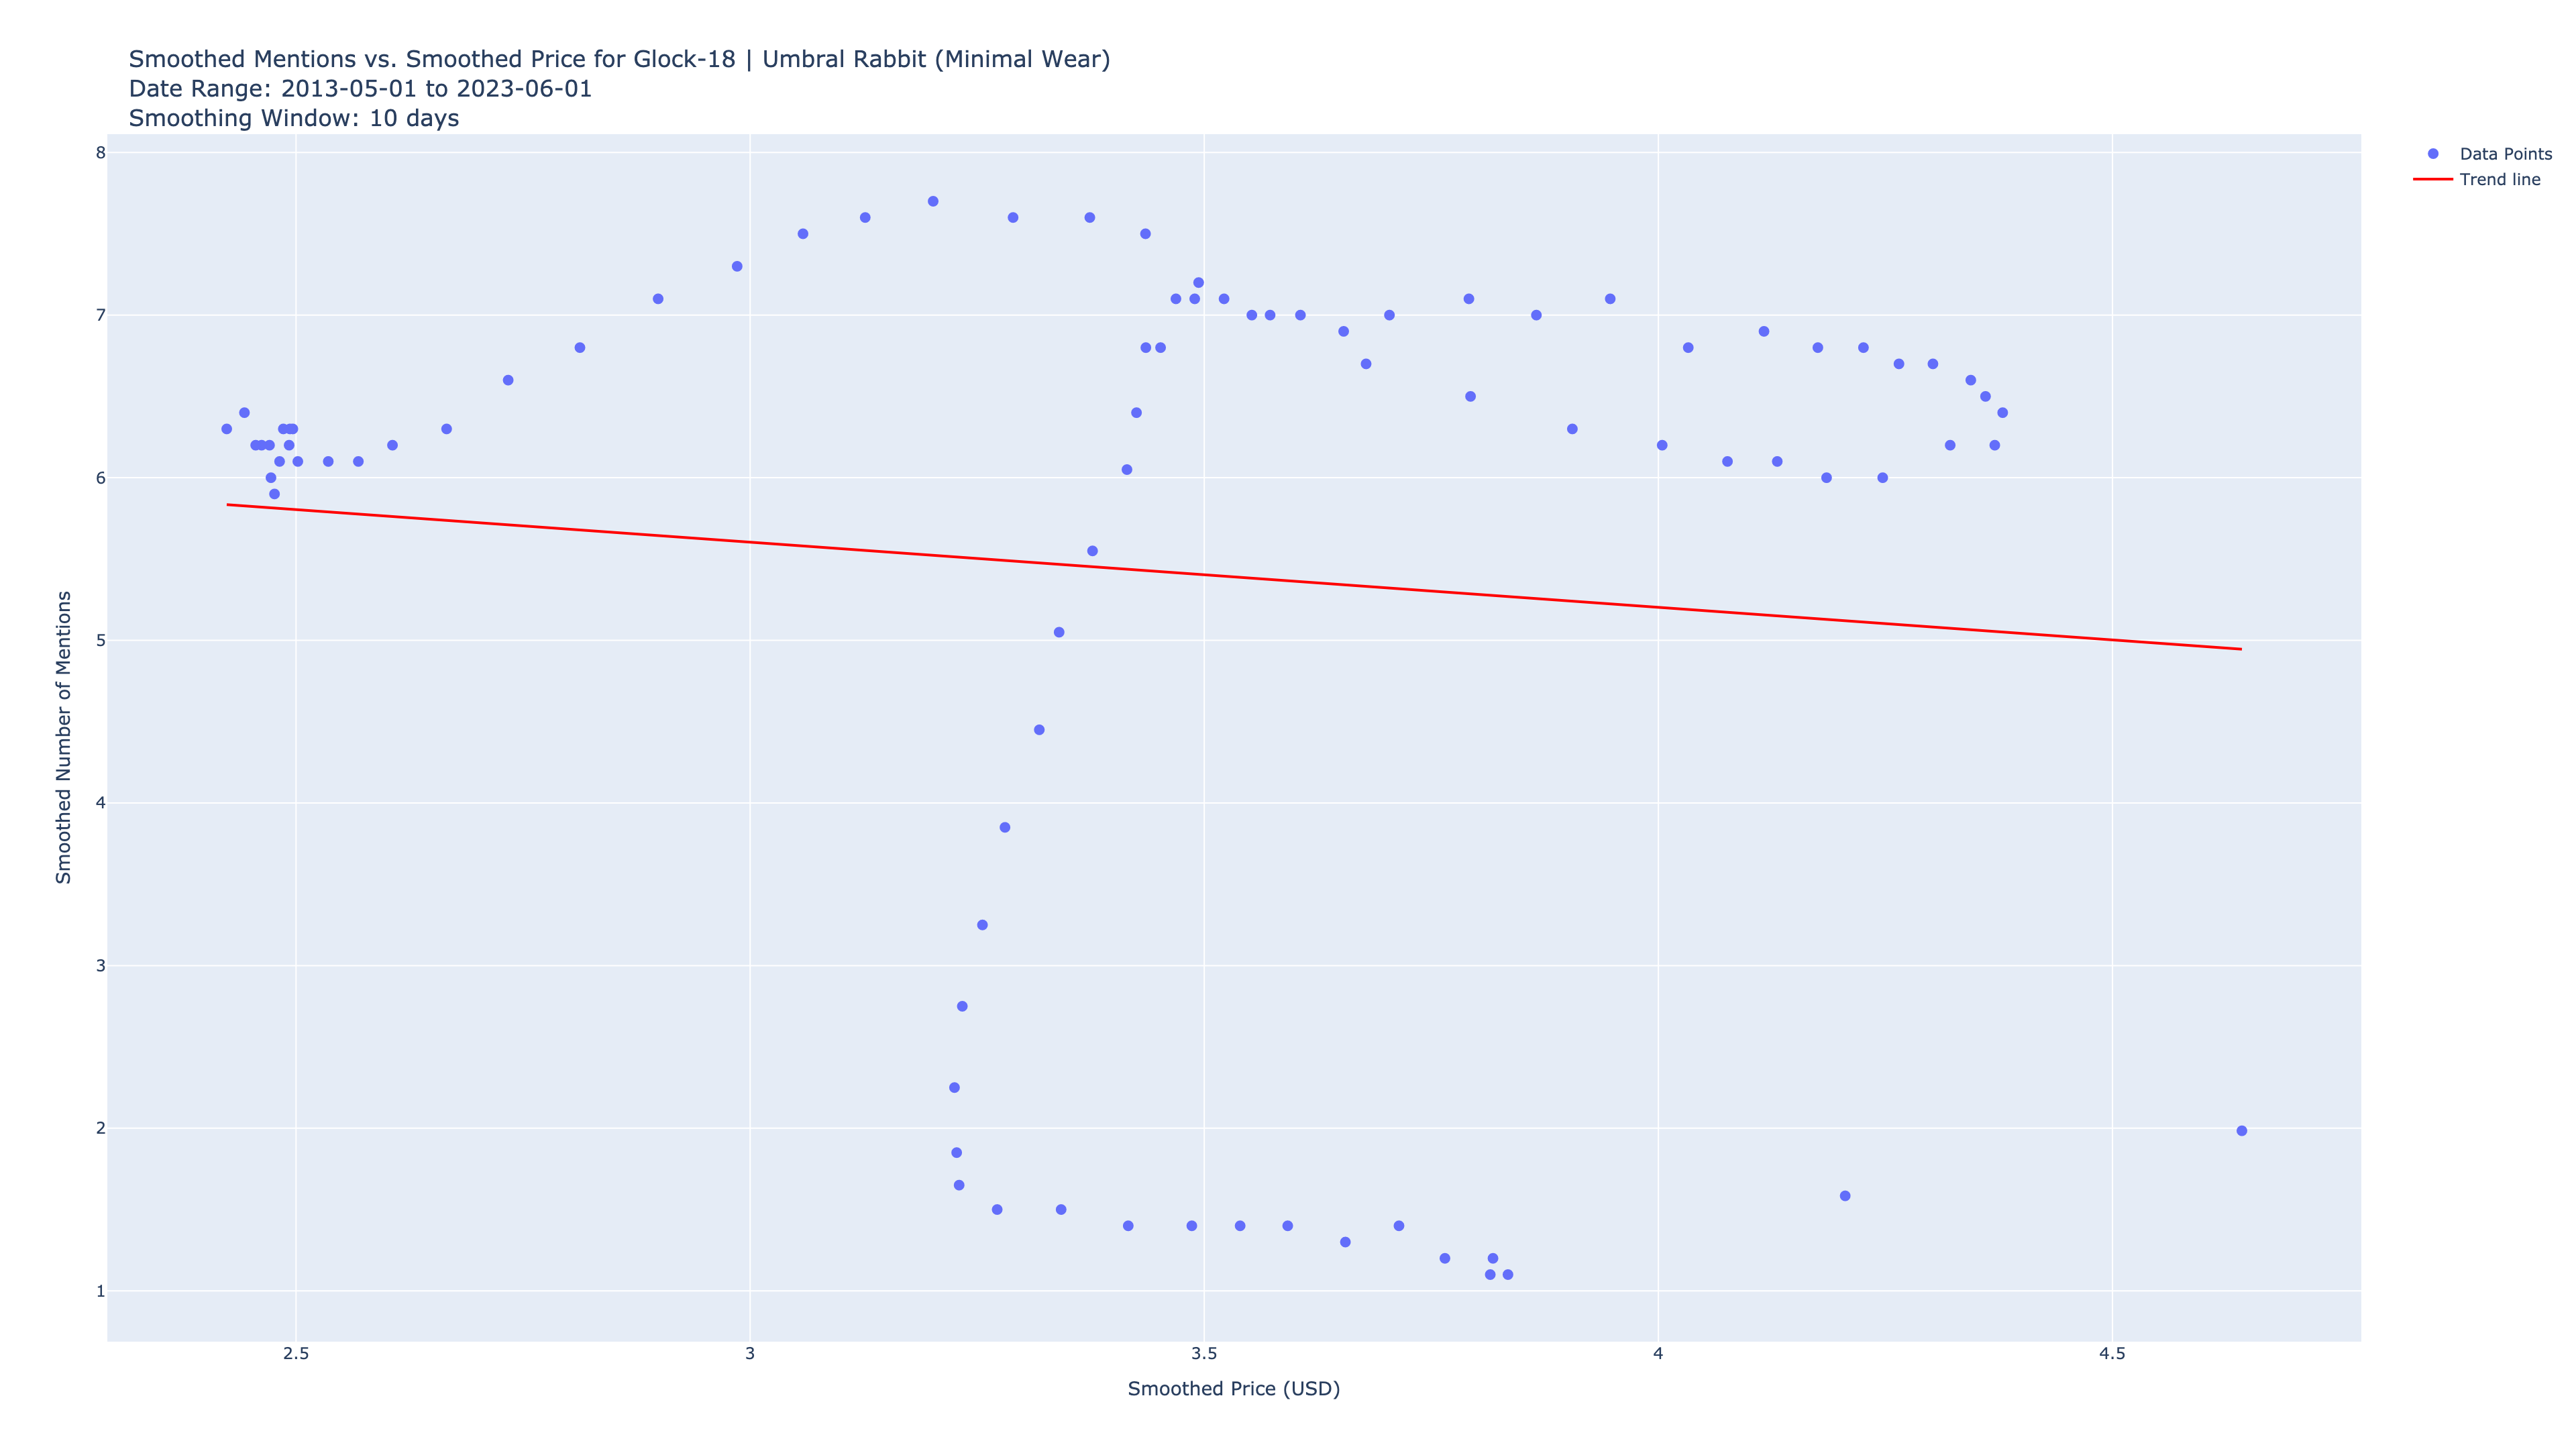 Smoothed Mentions vs. Smoothed Price for Glock-18 | Umbral Rabbit (Minimal Wear)
Date Range: 2013-05-01 to 2023-06-01
Smoothing Window: 10 days
Data Points
Trend line
8
7
6
5
4
3
2
1
Smoothed Number of Mentions
2.5
3
3.5
4
4.5
Smoothed Price (USD)